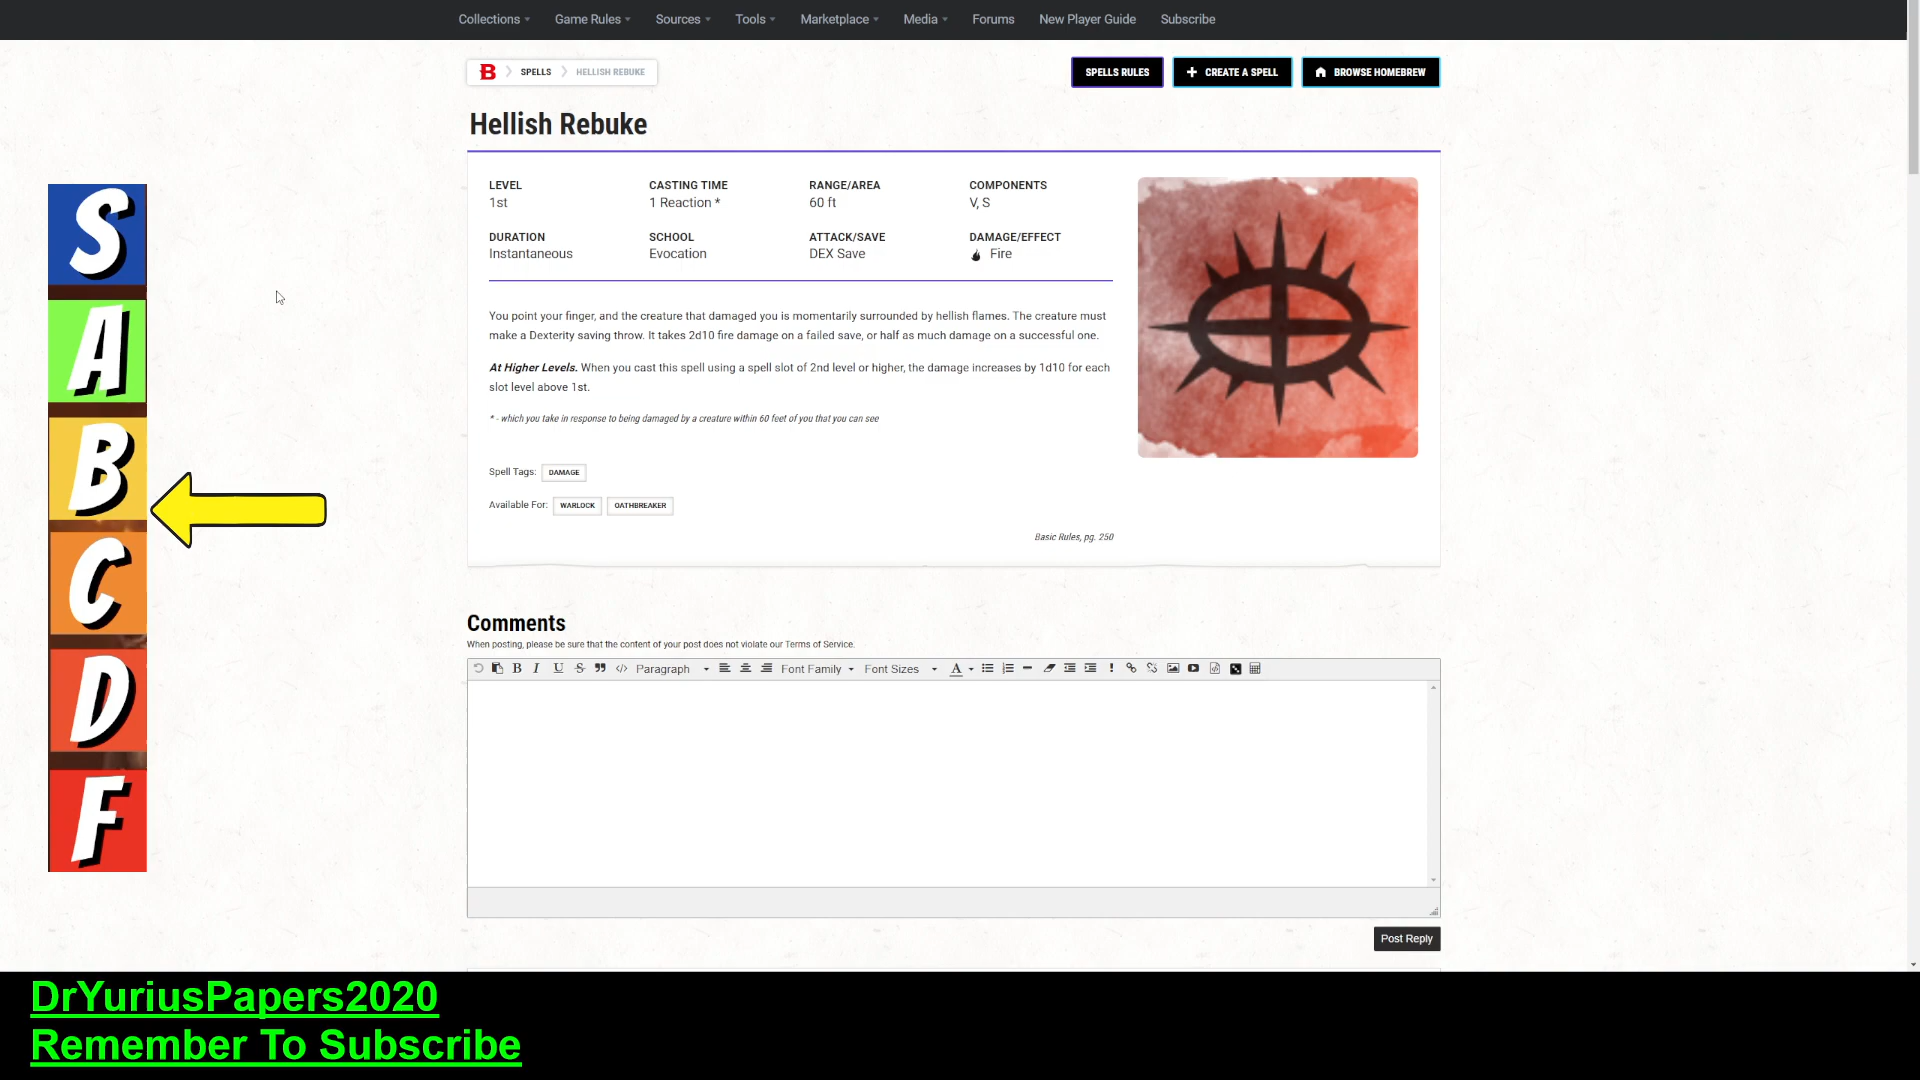 Collections Game Rules Sources Tools Marketplace Media Forums New Player Guide Subscribe
B SPELLS HELLISH REBUKE
SPELLS RULES CREATE A SPELL BROWSE HOMEBREW
Hellish Rebuke
LEVEL CASTING TIME RANGE/AREA COMPONENTS
1st 1 Reaction * 60 ft V, S
DURATION SCHOOL ATTACK/SAVE DAMAGE/EFFECT
Instantaneous Evocation DEX Save Fire
You point your finger, and the creature that damaged you is momentarily surrounded by hellish flames. The creature must
make a Dexterity saving throw. It takes 2d10 fire damage on a failed save, or half as much damage on a successful one.
At Higher Levels. When you cast this spell using a spell slot of 2nd level or higher, the damage increases by 1d10 for each
slot level above 1st.
* - which you take in response to being damaged by a creature within 60 feet of you that you can see
Spell Tags: DAMAGE
Available For: WARLOCK OATHBREAKER
Basic Rules, pg. 250
S
A
B
C
D
F
Comments
When posting, please be sure that the content of your post does not violate our Terms of Service.
B I U S Paragraph Font Family Font Sizes A
Post Reply
DrYuriusPapers2020
Remember To Subscribe